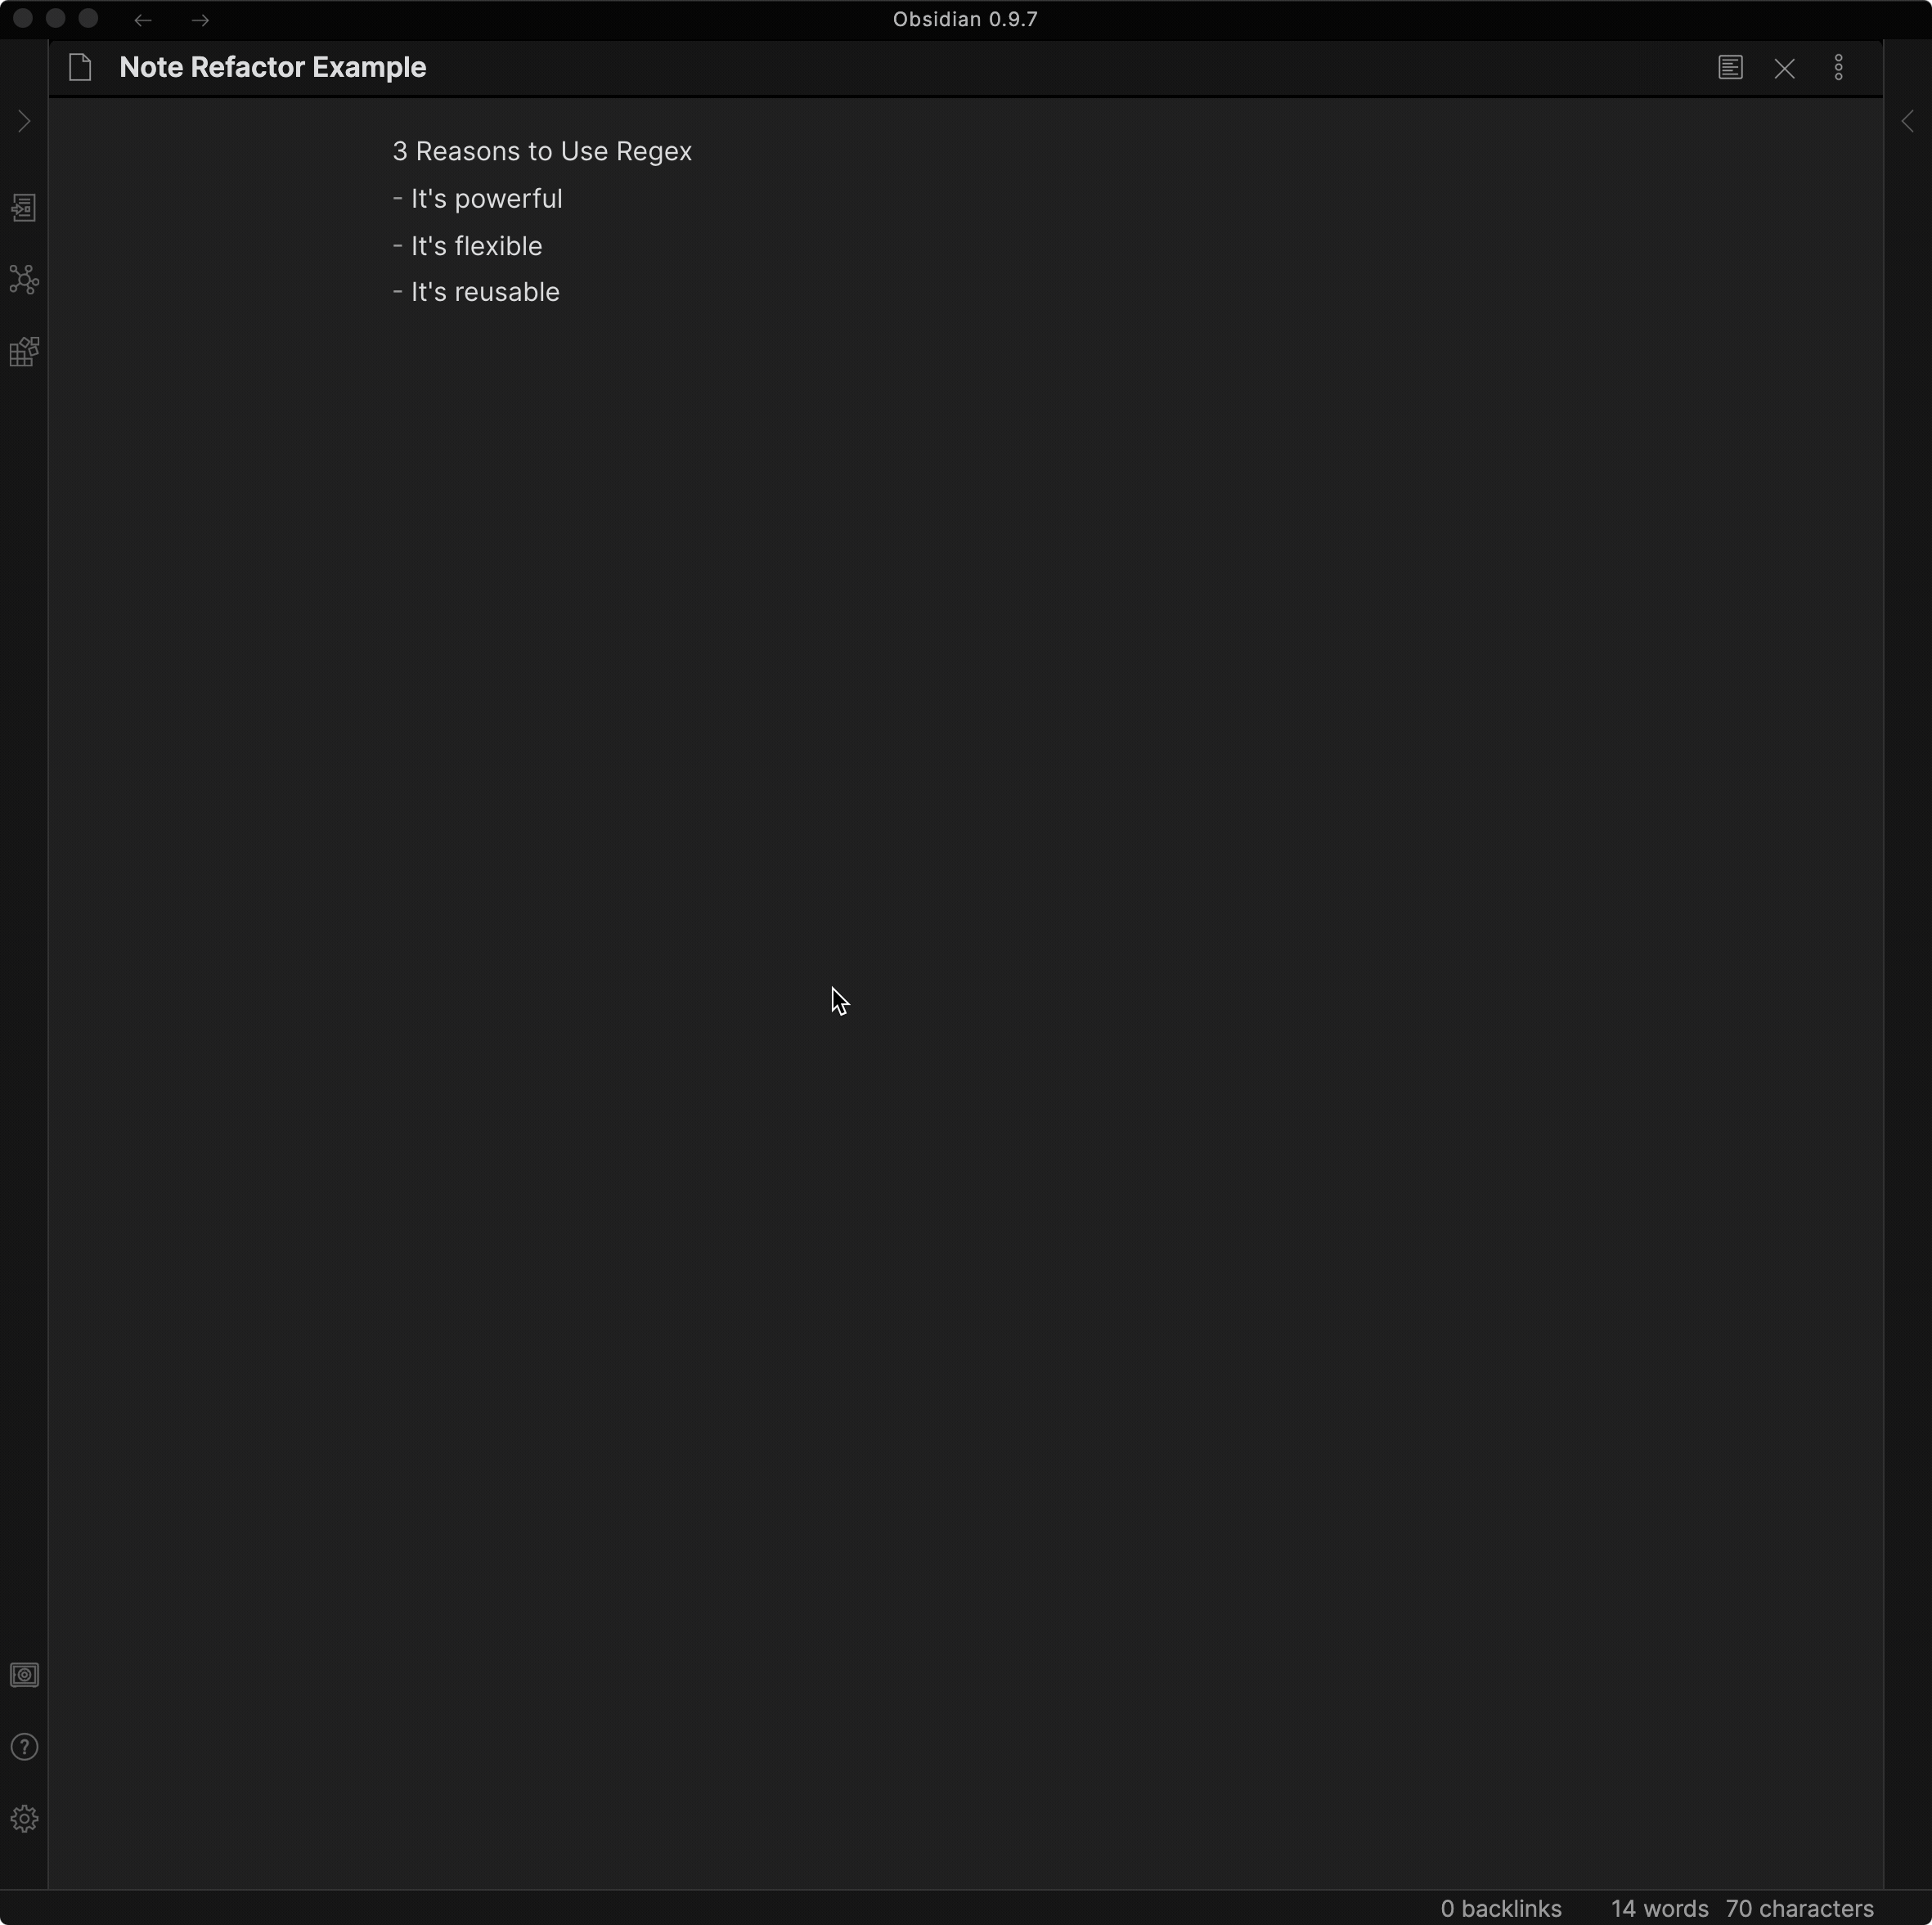 Obsidian 0.9.7
Note Refactor Example
3 Reasons to Use Regex
- It's powerful
- It's flexible
- It's reusable
0 backlinks 14 words 70 characters